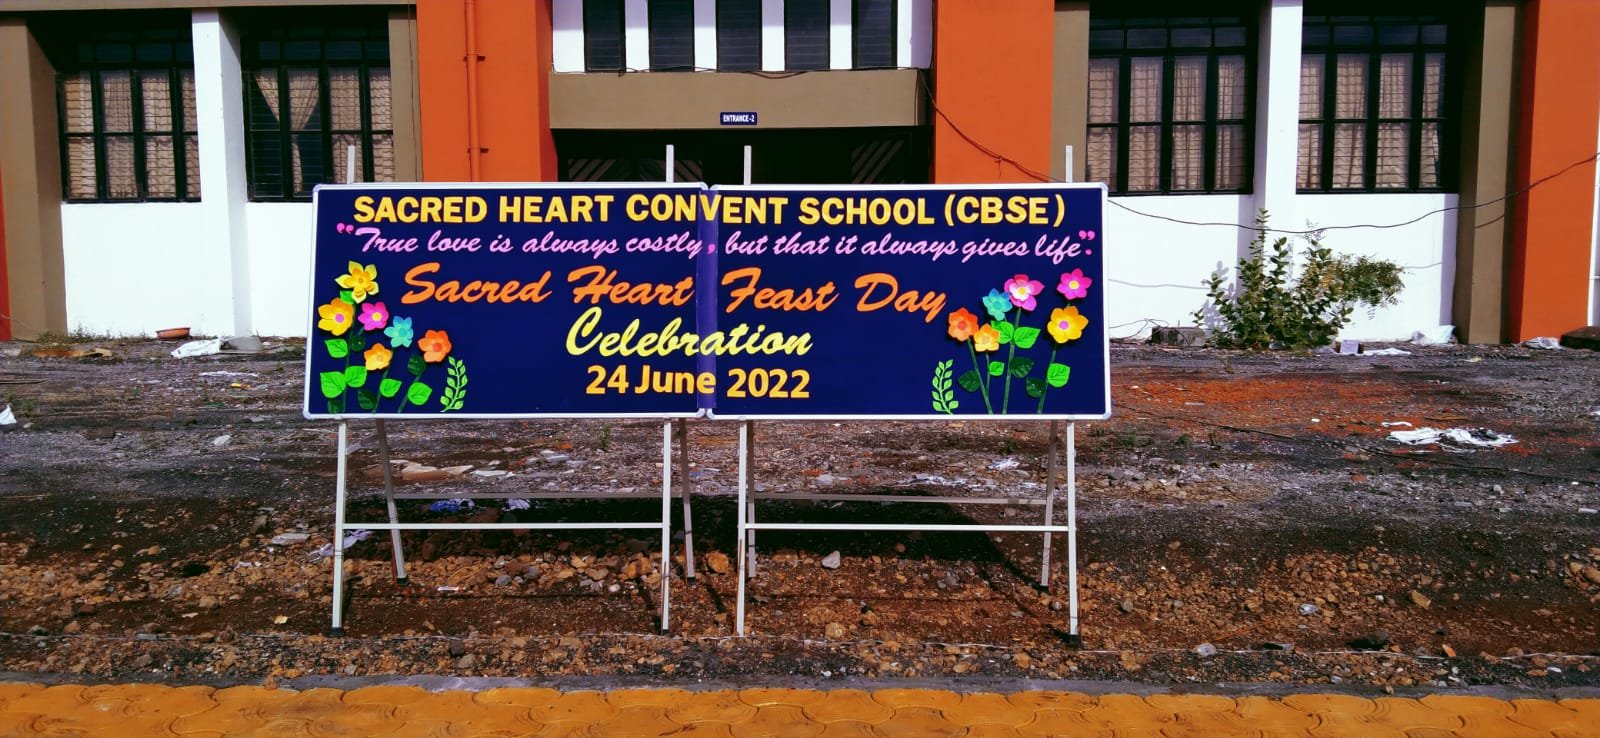 ENTRANCE-2
SACRED HEART CONVENT SCHOOL (CBSE)
"True love is always costly, but that it always gives life".
Sacred Heart Feast Day
Celebration
24 June 2022